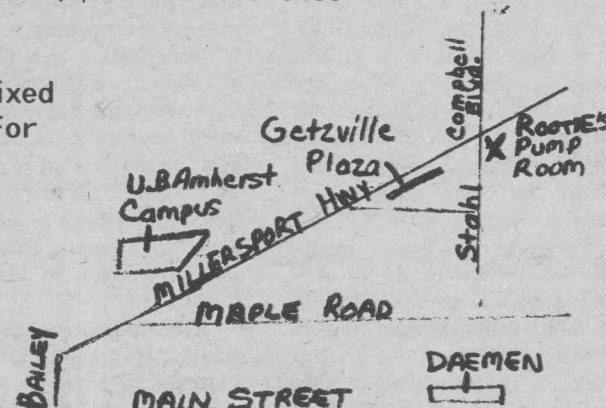 ixed
For
Campbell
Blvd.
Getzville
Plaza
ROOTIE'S
Pump
Room
U.B Amherst
Campus
MILLERSPORT HWY
Stahl
MAPLE ROAD
BAILEY
MAIN STREET
DAEMEN